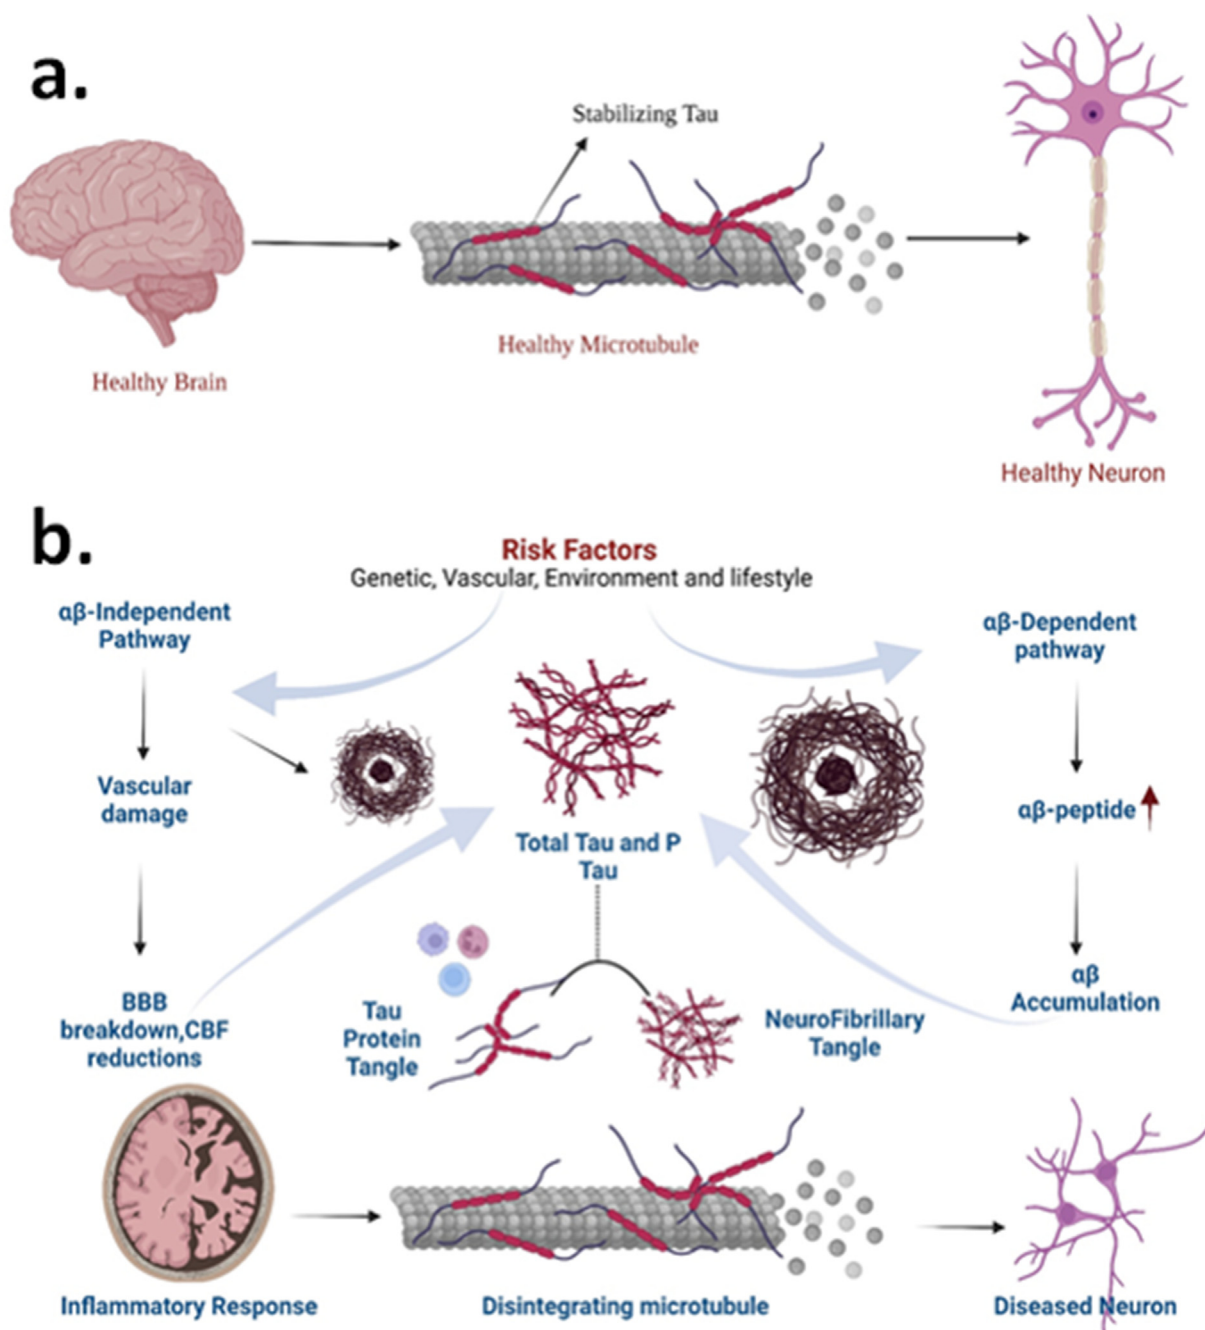 a.
Stabilizing Tau
Healthy Microtubule
Healthy Brain
Healthy Neuron
b.
Risk Factors
Genetic, Vascular, Environment and lifestyle
αβ-Independent
Pathway
αβ-Dependent
pathway
Vascular
damage
αβ-peptide
Total Tau and P
Tau
BBB
breakdown,CBF
reductions
Tau
Protein
Tangle
NeuroFibrillary
Tangle
αβ
Accumulation
Inflammatory Response
Disintegrating microtubule
Diseased Neuron